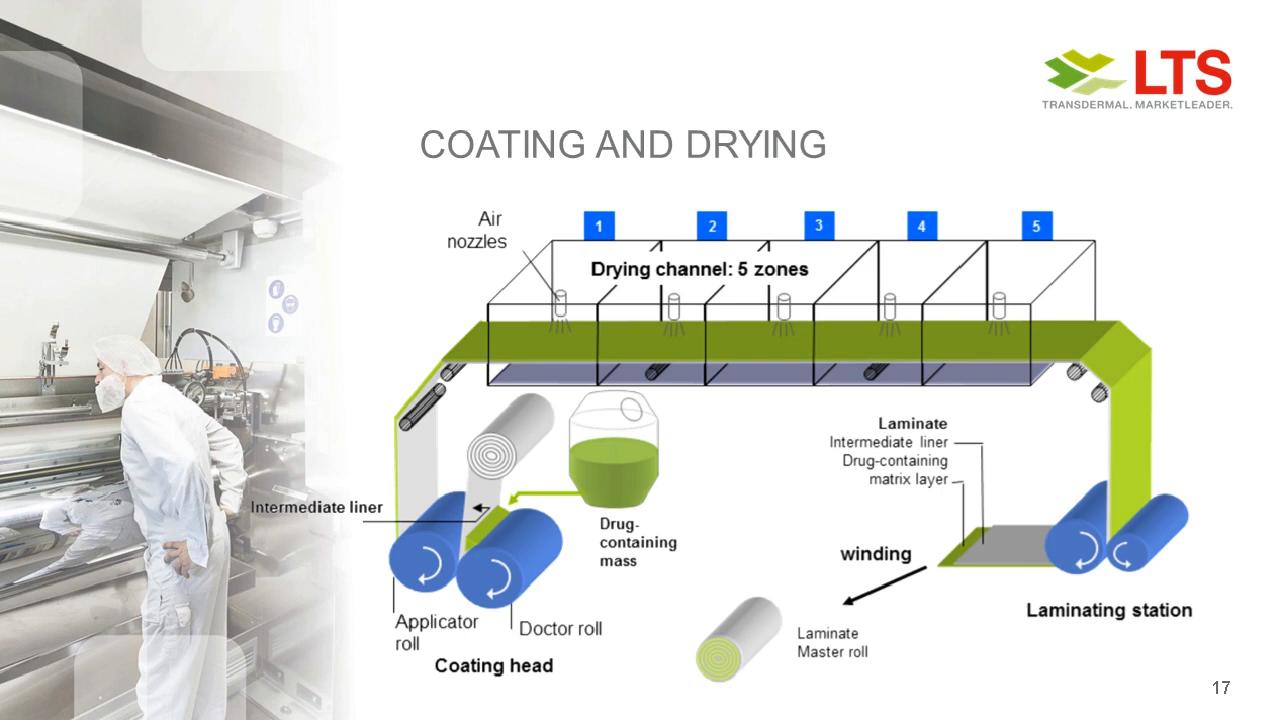 LTS
TRANSDERMAL. MARKETLEADER.
COATING AND DRYING
Air
nozzles
1
2
3
4
5
Drying channel: 5 zones
Laminate
Intermediate liner
Drug-containing
matrix layer
Intermediate liner
Drug-
containing
mass
winding
Applicator
roll
Doctor roll
Coating head
Laminating station
Laminate
Master roll
17